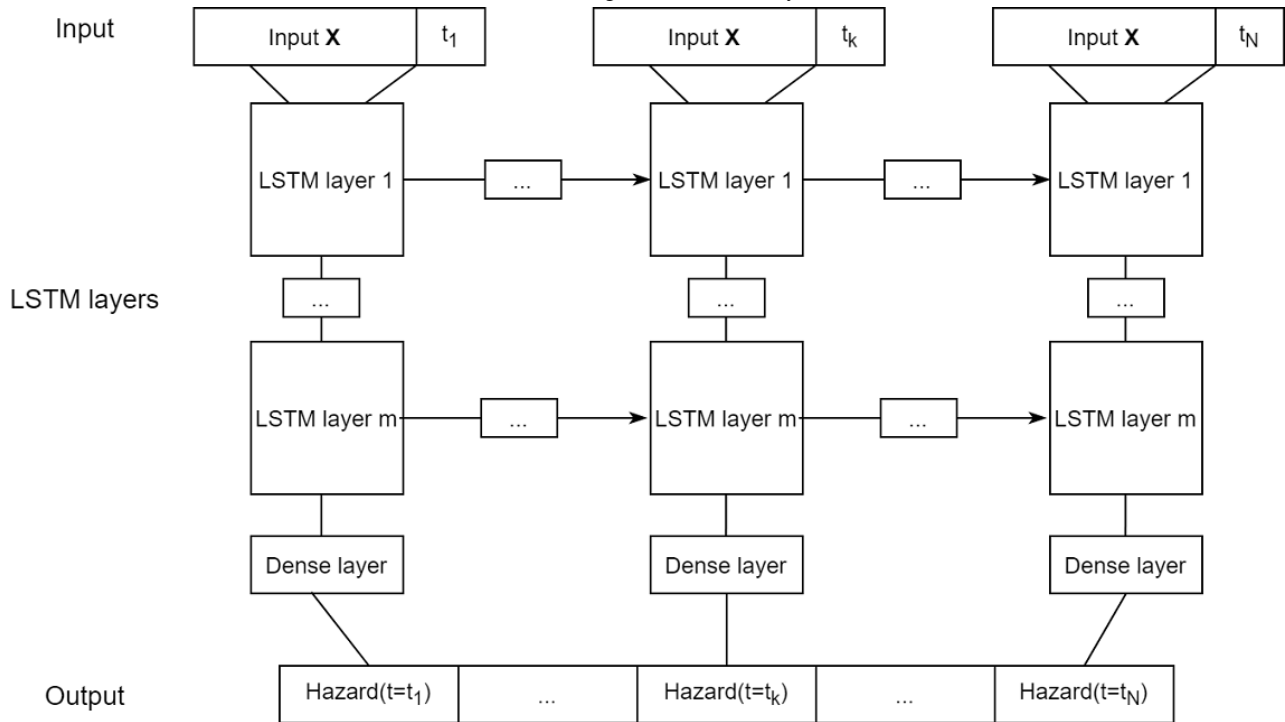 Input
Input X
t1
Input X
tk
Input X
tN
LSTM layer 1
...
LSTM layer 1
...
LSTM layer 1
LSTM layers
...
...
...
LSTM layer m
...
LSTM layer m
...
LSTM layer m
Dense layer
Dense layer
Dense layer
Output
Hazard(t=t1)
...
Hazard(t=tk)
...
Hazard(t=tN)